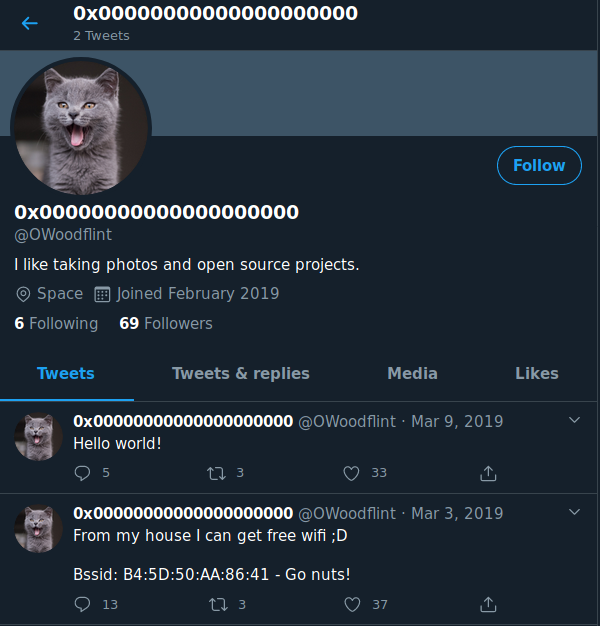 0x00000000000000000000
2 Tweets
Follow
0x00000000000000000000
@OWoodflint
I like taking photos and open source projects.
Space Joined February 2019
6 Following 69 Followers
Tweets Tweets & replies Media Likes
0x00000000000000000000 @OWoodflint · Mar 9, 2019
Hello world!
5 3 33
0x00000000000000000000 @OWoodflint · Mar 3, 2019
From my house I can get free wifi ;D
Bssid: B4:5D:50:AA:86:41 - Go nuts!
13 3 37